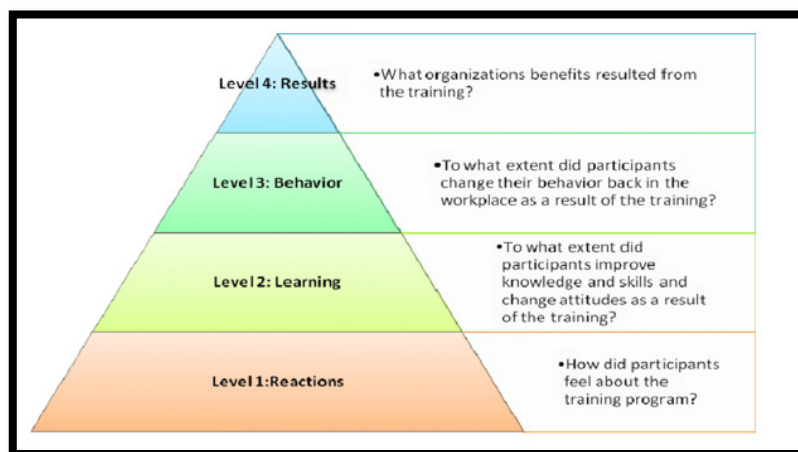 Level 4: Results
•What organizations benefits resulted from
the training?
Level 3: Behavior
•To what extent did participants
change their behavior back in the
workplace as a result of the training?
Level 2: Learning
•To what extent did
participants improve
knowledge and skills and
change attitudes as a result
of the training?
Level 1:Reactions
•How did participants
feel about the
training program?